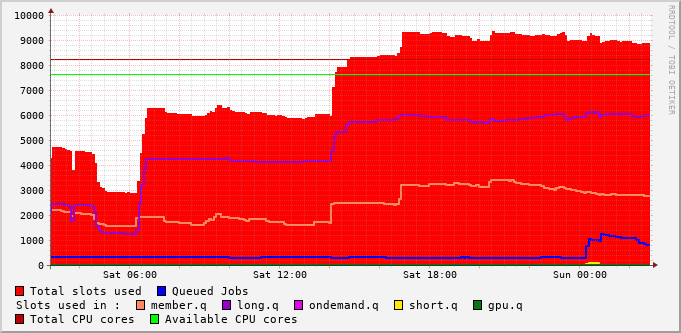 10000
9000
8000
7000
6000
5000
4000
3000
2000
1000
0
Sat 06:00 Sat 12:00 Sat 18:00 Sun 00:00
RRDTOOL / TOBI OETIKER
Total slots used Queued Jobs
Slots used in : member.q long.q ondemand.q short.q gpu.q
Total CPU cores Available CPU cores